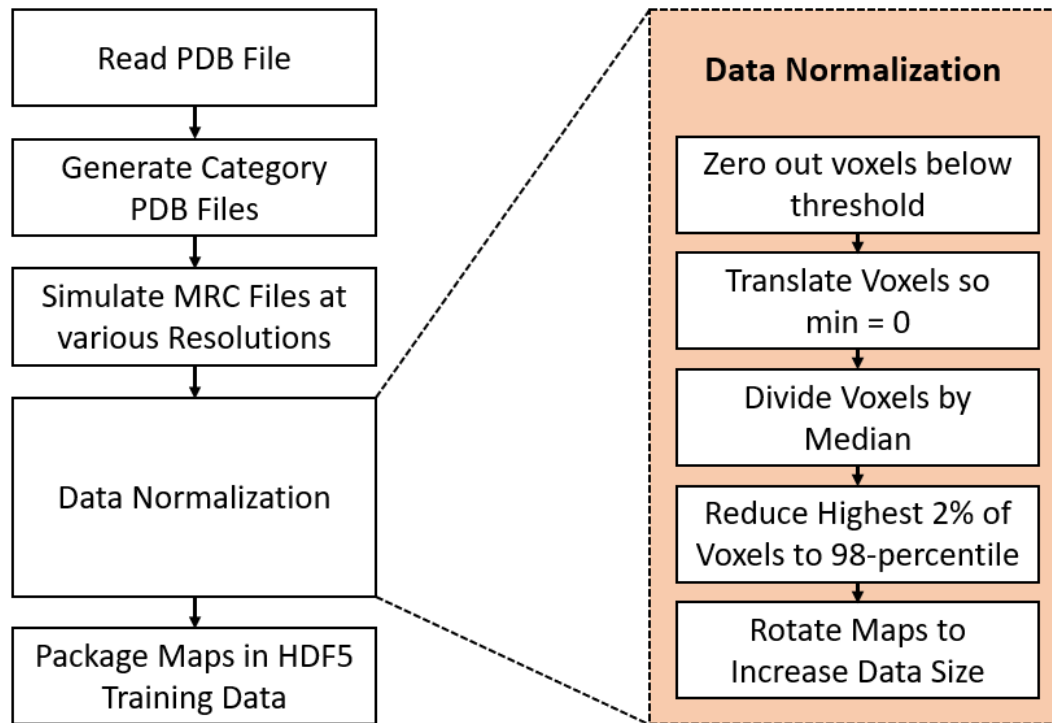 Read PDB File
Generate Category
PDB Files
Simulate MRC Files at
various Resolutions
Data Normalization
Package Maps in HDF5
Training Data
Data Normalization
Zero out voxels below
threshold
Translate Voxels so
min = 0
Divide Voxels by
Median
Reduce Highest 2% of
Voxels to 98-percentile
Rotate Maps to
Increase Data Size